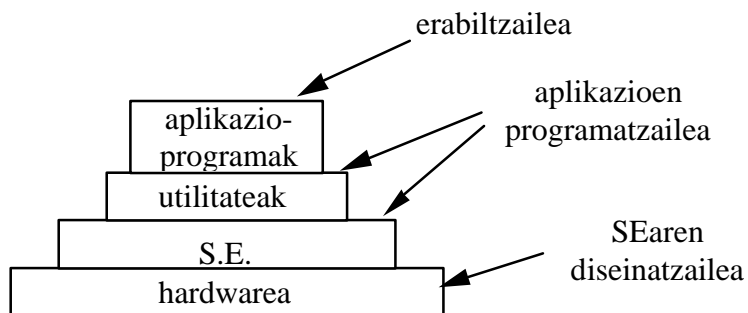 erabiltzailea
aplikazio-
programak
aplikazioen
programatzailea
utilitateak
S.E.
SEaren
diseinatzailea
hardwarea